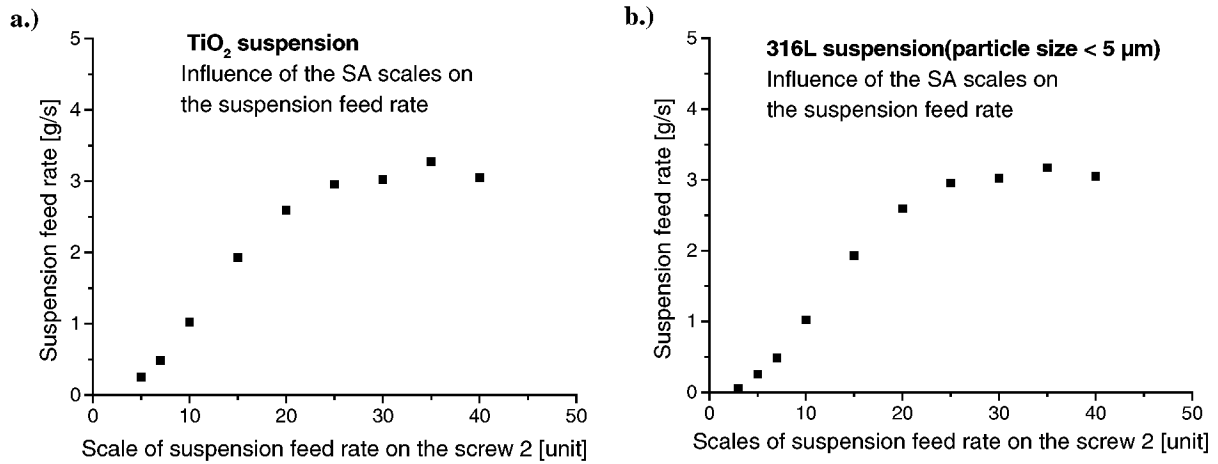 a.)
TiO2 suspension
Influence of the SA scales on
the suspension feed rate
Suspension feed rate [g/s]
5
4
3
2
1
0
0 10 20 30 40 50
Scale of suspension feed rate on the screw 2 [unit]
b.)
316L suspension(particle size < 5 µm)
Influence of the SA scales on
the suspension feed rate
Suspension feed rate [g/s]
5
4
3
2
1
0
0 10 20 30 40 50
Scales of suspension feed rate on the screw 2 [unit]